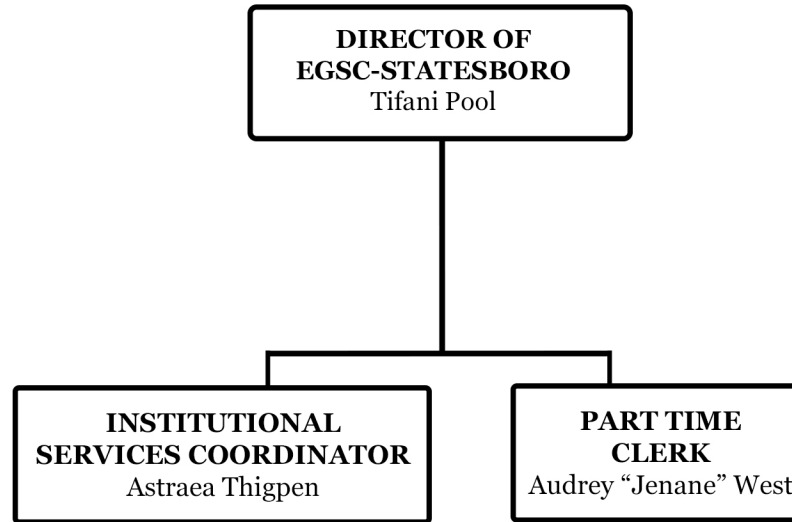 DIRECTOR OF
EGSC-STATESBORO
Tifani Pool
INSTITUTIONAL
SERVICES COORDINATOR
Astraea Thigpen
PART TIME
CLERK
Audrey “Jenane” West